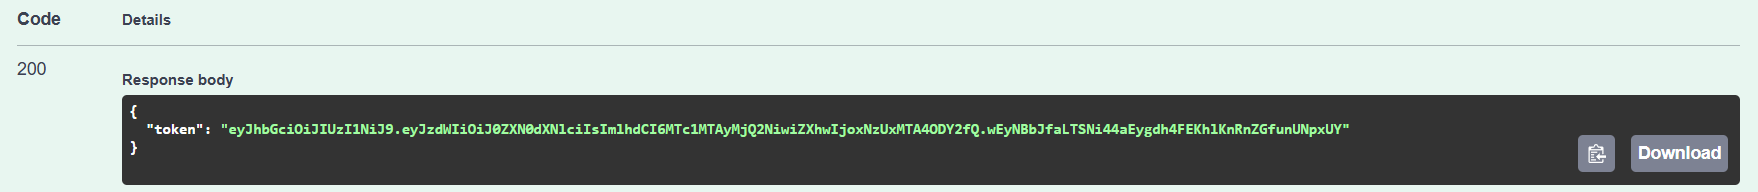 Code Details
200
Response body
{
"token": "eyJhbGciOiJIUzI1NiJ9.eyJzdWIiOiJ0ZXN0dXNlciIsImlhdCI6MTc1MTAyMjQ2NiwiZXhwIjoxNzUxMTA4ODY2fQ.wEyNBbJfaLTSNi44aEygdh4FEKhlKnRnZGfunUNpxUY"
}
Download